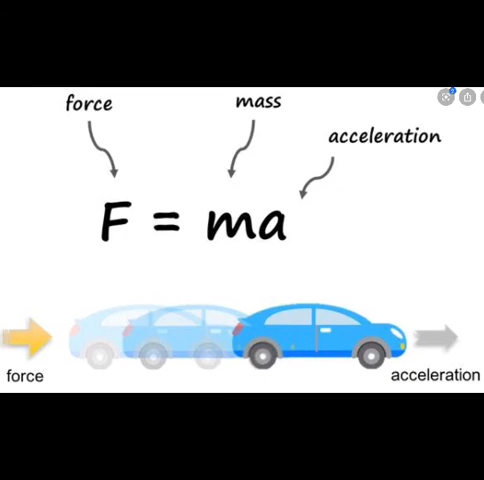 force
mass
acceleration
F = ma
force
acceleration